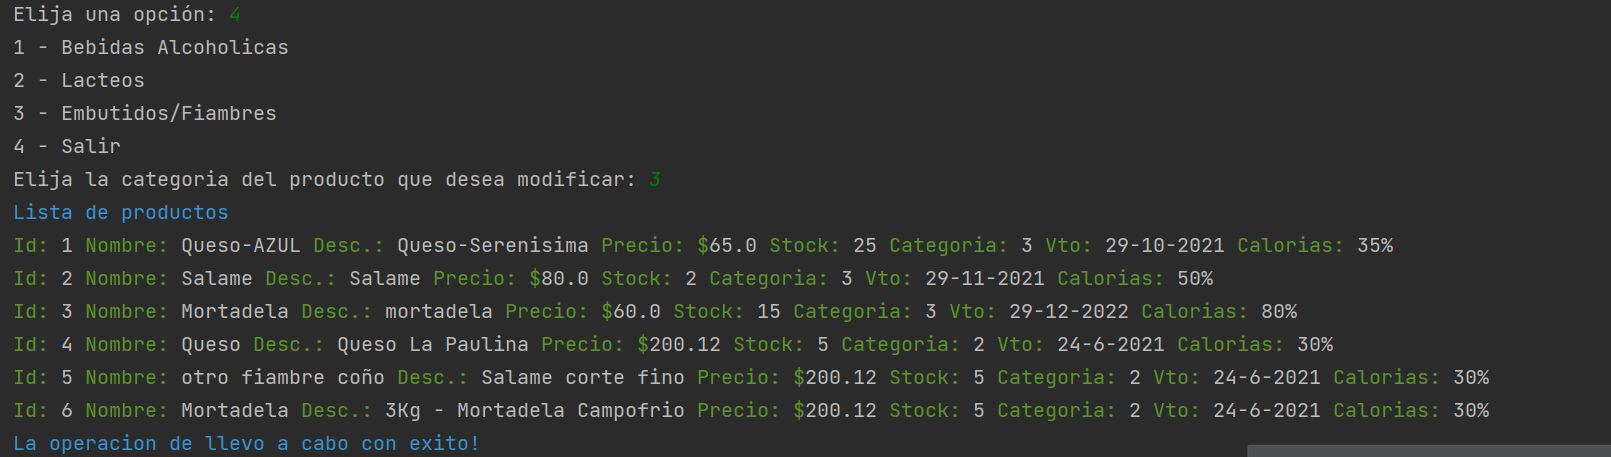 Elija una opción: 4
1 - Bebidas Alcoholicas
2 - Lacteos
3 - Embutidos/Fiambres
4 - Salir
Elija la categoria del producto que desea modificar: 3
Lista de productos
Id: 1 Nombre: Queso-AZUL Desc.: Queso-Serenisima Precio: $65.0 Stock: 25 Categoria: 3 Vto: 29-10-2021 Calorias: 35%
Id: 2 Nombre: Salame Desc.: Salame Precio: $80.0 Stock: 2 Categoria: 3 Vto: 29-11-2021 Calorias: 50%
Id: 3 Nombre: Mortadela Desc.: mortadela Precio: $60.0 Stock: 15 Categoria: 3 Vto: 29-12-2022 Calorias: 80%
Id: 4 Nombre: Queso Desc.: Queso La Paulina Precio: $200.12 Stock: 5 Categoria: 2 Vto: 24-6-2021 Calorias: 30%
Id: 5 Nombre: otro fiambre coño Desc.: Salame corte fino Precio: $200.12 Stock: 5 Categoria: 2 Vto: 24-6-2021 Calorias: 30%
Id: 6 Nombre: Mortadela Desc.: 3Kg - Mortadela Campofrio Precio: $200.12 Stock: 5 Categoria: 2 Vto: 24-6-2021 Calorias: 30%
La operacion de llevo a cabo con exito!